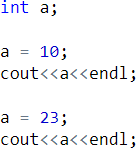 int a;
a = 10;
cout<<a<<endl;
a = 23;
cout<<a<<endl;